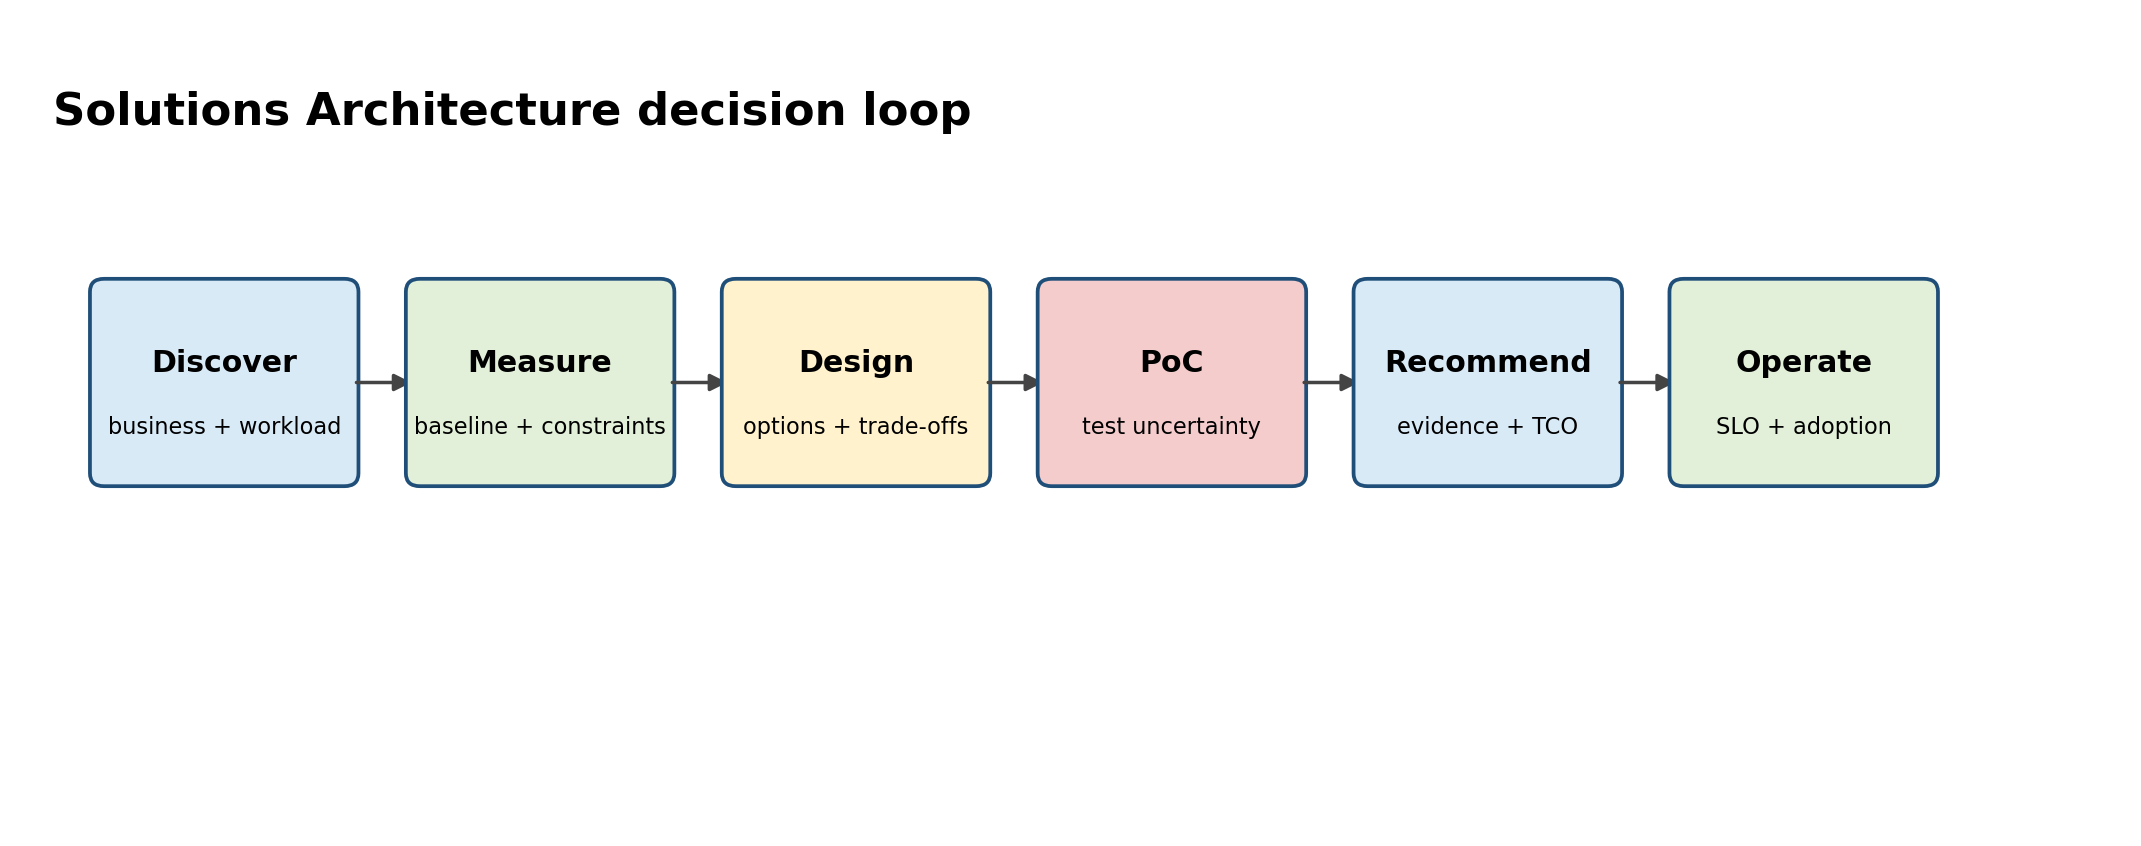 Solutions Architecture decision loop
Discover
business + workload
Measure
baseline + constraints
Design
options + trade-offs
PoC
test uncertainty
Recommend
evidence + TCO
Operate
SLO + adoption